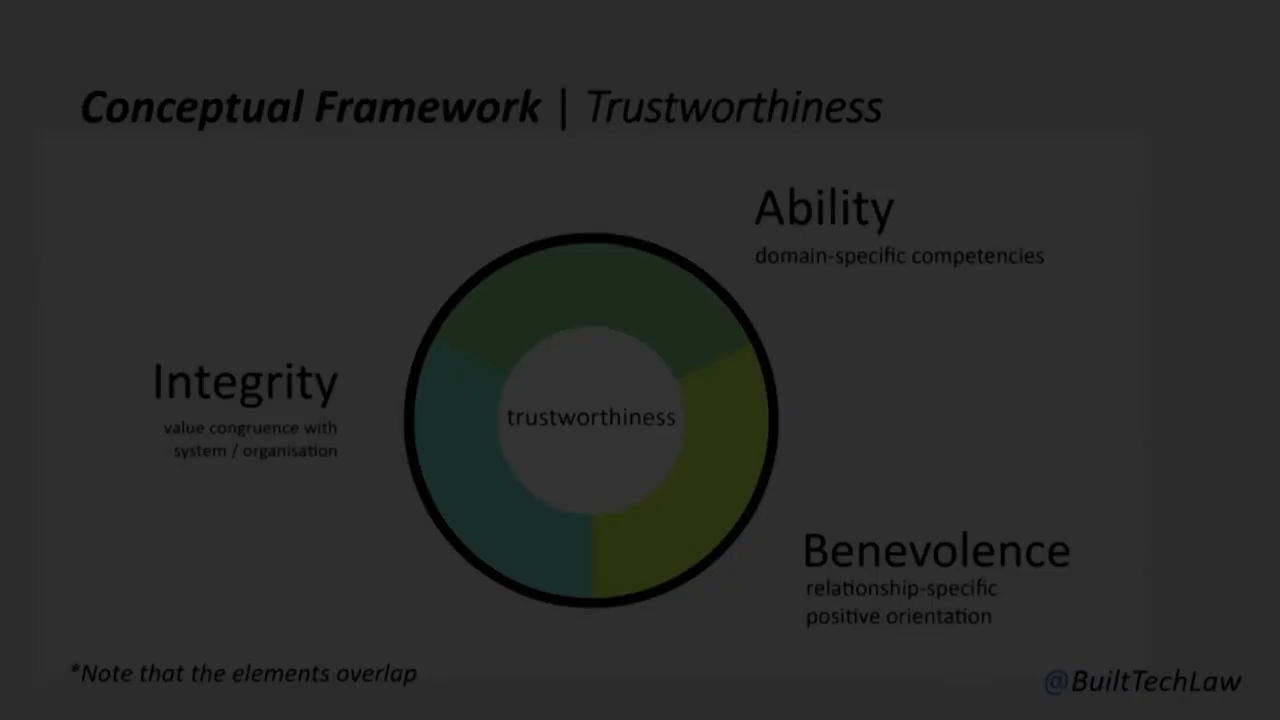 Conceptual Framework | Trustworthiness
Ability
domain-specific competencies
Integrity
value congruence with
system / organisation
trustworthiness
Benevolence
relationship-specific
positive orientation
*Note that the elements overlap
@BuiltTechLaw